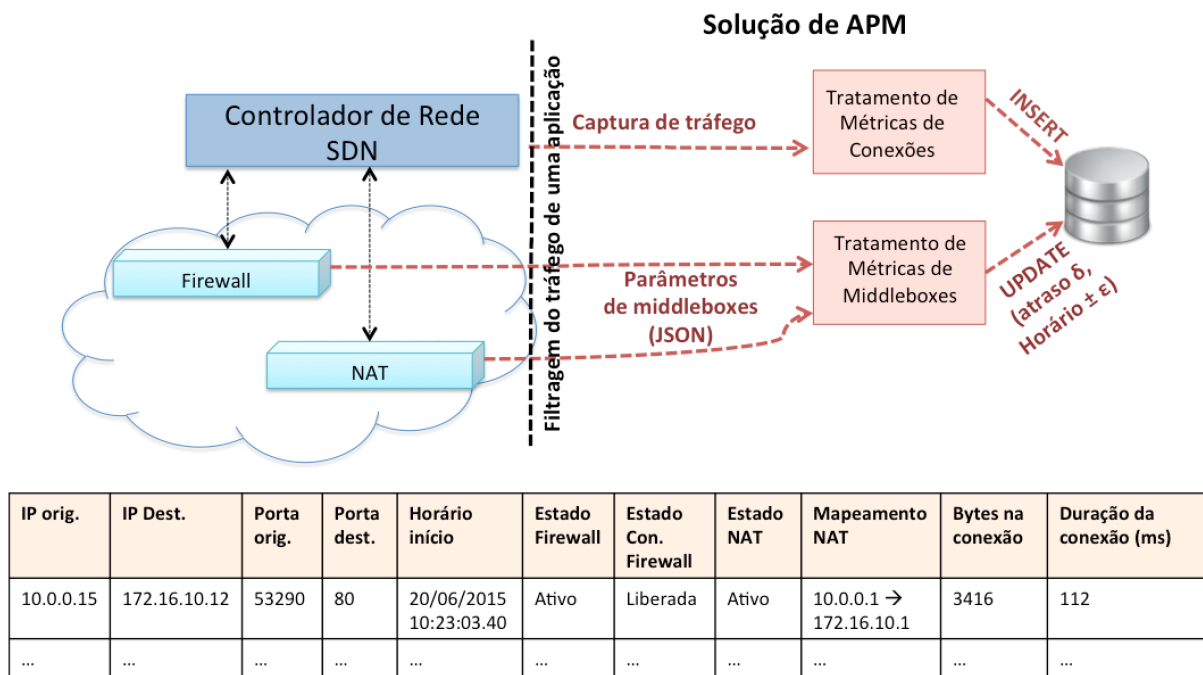 Solução de APM
Controlador de Rede
SDN
Firewall
NAT
Filtragem do tráfego de uma aplicação
Captura de tráfego
Parâmetros
de middleboxes
(JSON)
Tratamento de
Métricas de
Conexões
Tratamento de
Métricas de
Middleboxes
INSERT
UPDATE
(atraso δ,
Horário ± ε)
IP orig. IP Dest. Porta orig. Porta dest. Horário início Estado Firewall Estado Con. Firewall Estado NAT Mapeamento NAT Bytes na conexão Duração da conexão (ms)
10.0.0.15 172.16.10.12 53290 80 20/06/2015 10:23:03.40 Ativo Liberada Ativo 10.0.0.1 → 172.16.10.1 3416 112
... ... ... ... ... ... ... ... ... ... ...